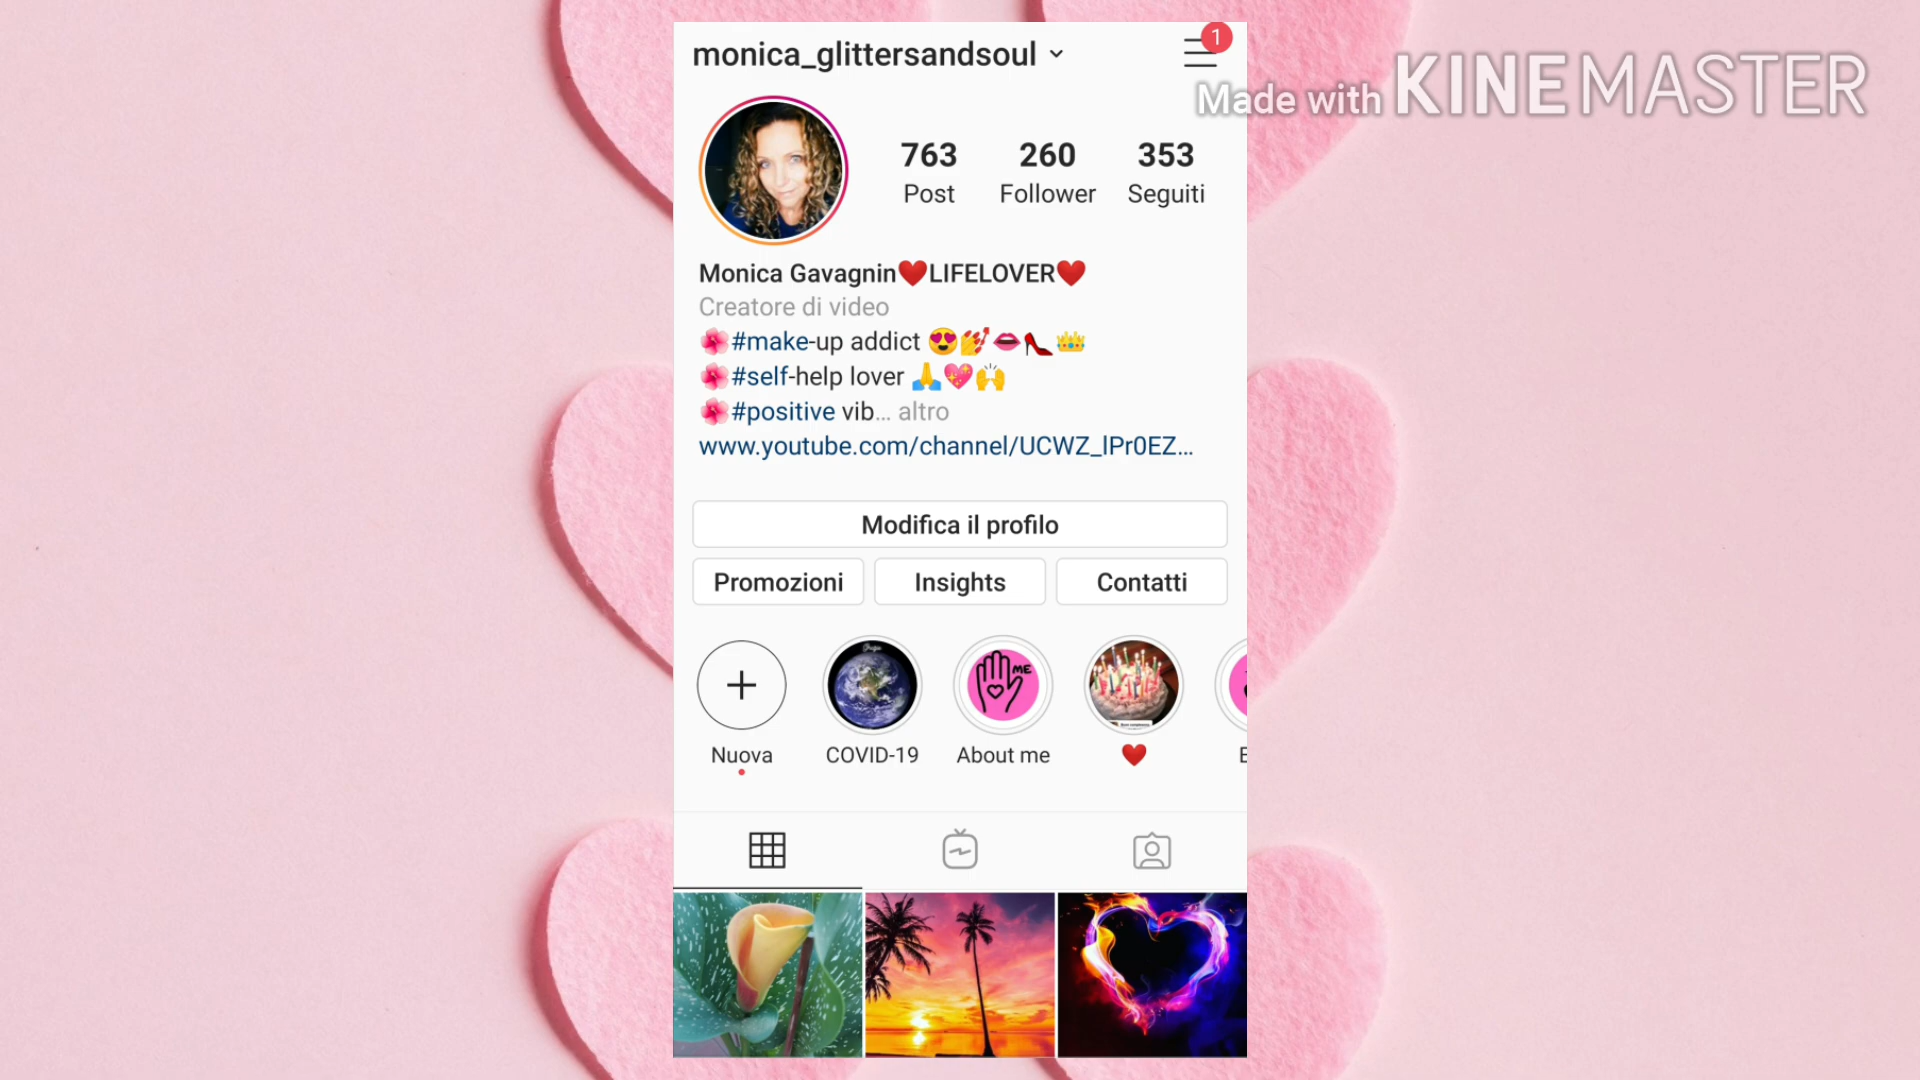 monica_glittersandsoul
1
Made with KINEMASTER
763 260 353
Post Follower Seguiti
Monica Gavagnin❤️LIFELOVER❤️
Creatore di video
🌺#make-up addict 😍💅👄👠👑
🌺#self-help lover 🙏💖🙌
🌺#positive vib... altro
www.youtube.com/channel/UCWZ_lPr0EZ...
Modifica il profilo
Promozioni Insights Contatti
ME
Nuova COVID-19 About me ❤️ E